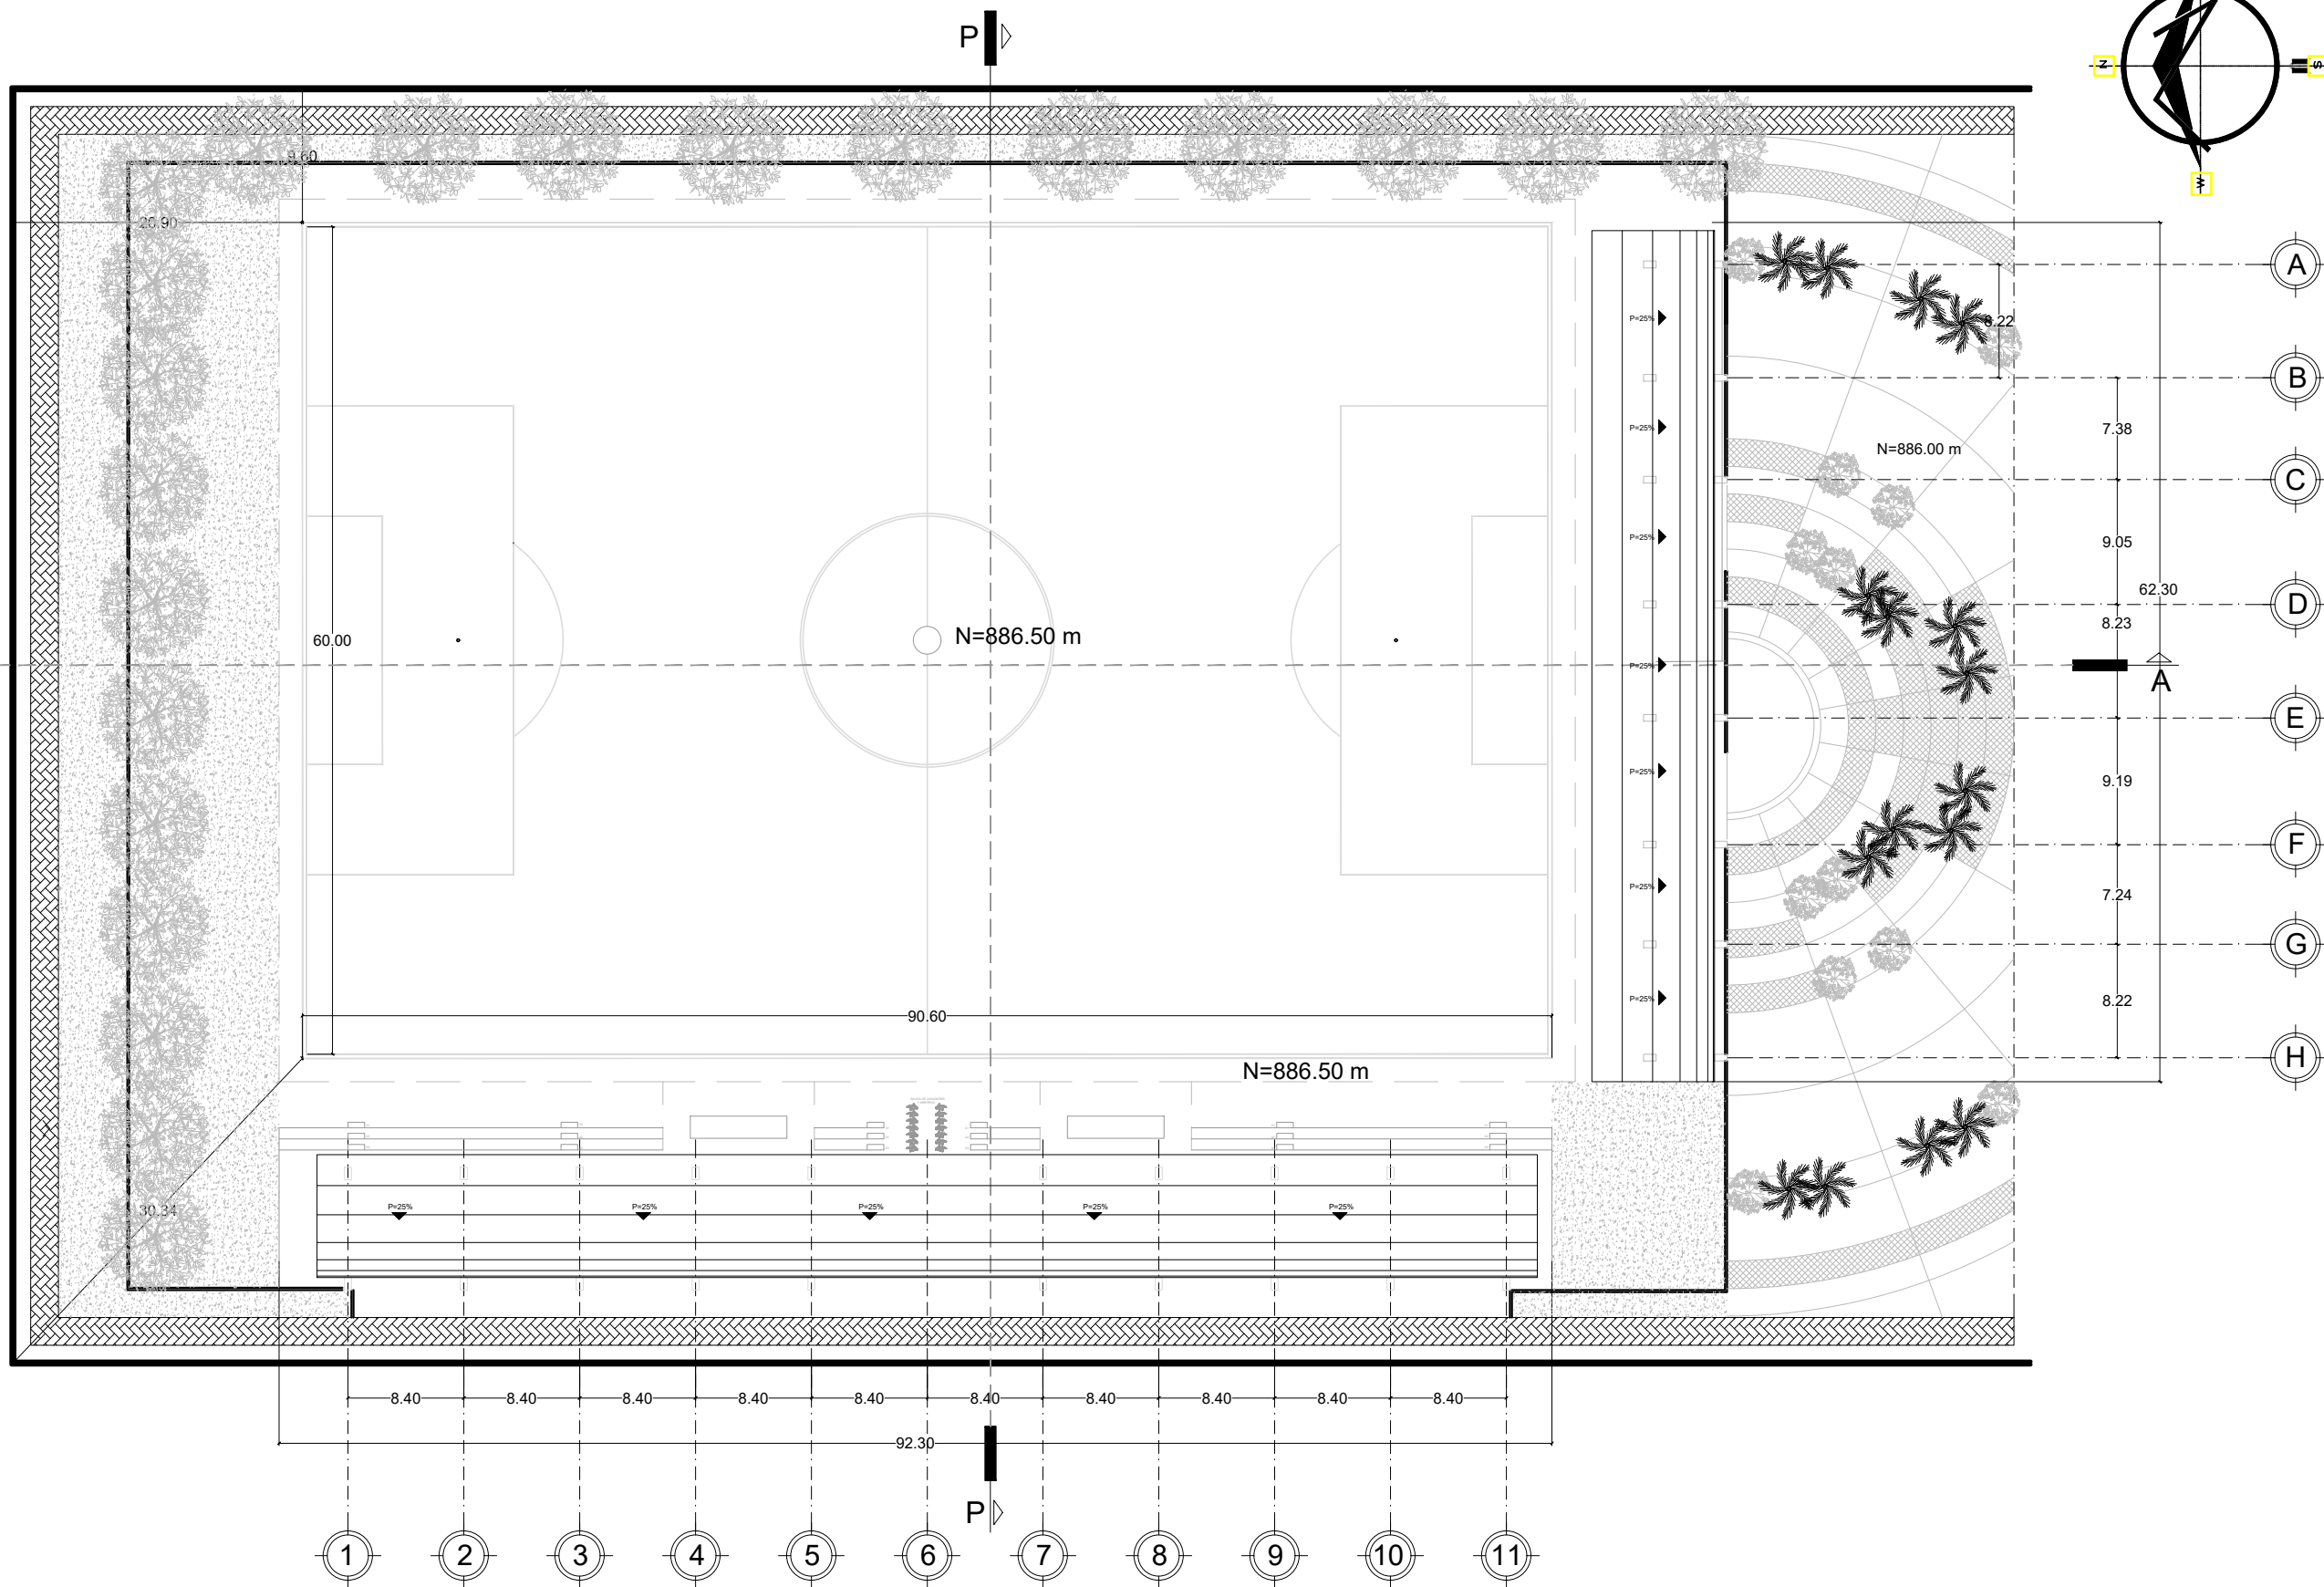 P
N
S
W
9.60
26.90
A
8.22
B
P=25%
7.38
P=25%
N=886.00 m
C
P=25%
9.05
62.30
D
8.23
60.00
N=886.50 m
P=25%
A
E
P=25%
9.19
F
P=25%
7.24
G
P=25%
8.22
90.60
H
N=886.50 m
30.34
P=25%
P=25%
P=25%
P=25%
P=25%
8.40
8.40
8.40
8.40
8.40
8.40
8.40
8.40
8.40
8.40
92.30
P
1
2
3
4
5
6
7
8
9
10
11